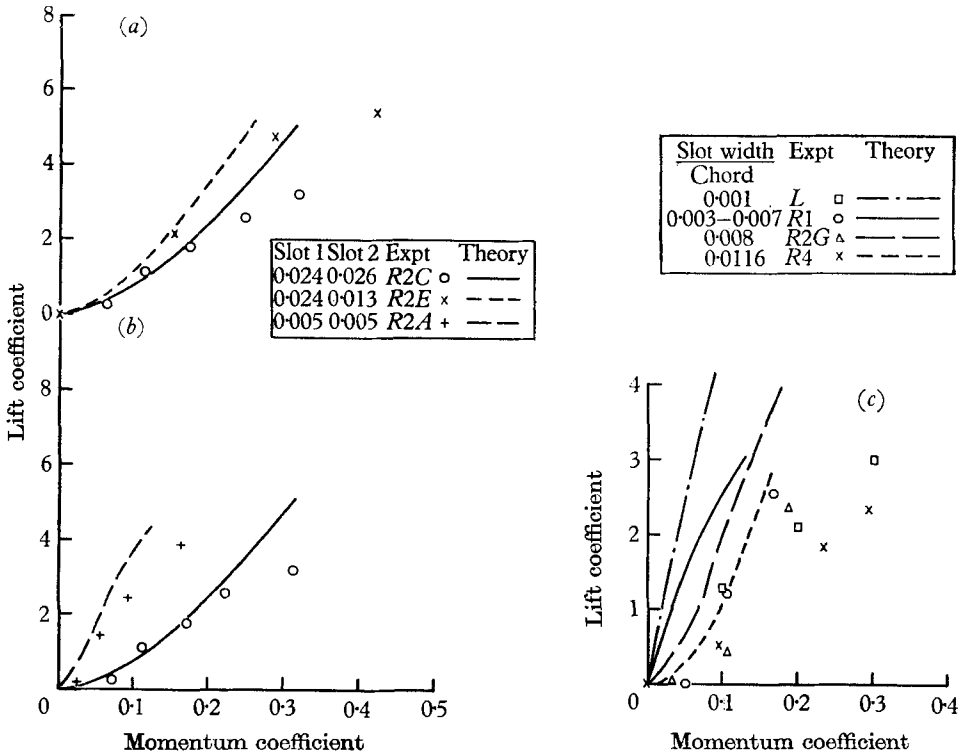 8
(a)
6
4
2
0
(b)
8
6
4
2
0
Lift coefficient
0·1 0·2 0·3 0·4 0·5
Momentum coefficient
Slot 1 Slot 2 Expt Theory
0·024 0·026 R2C
0·024 0·013 R2E
0·005 0·005 R2A
Slot width Expt Theory
Chord
0·001 L
0·003–0·007 R1
0·008 R2G
0·0116 R4
4
(c)
3
2
1
0
Lift coefficient
0 0·1 0·2 0·3 0·4
Momentum coefficient